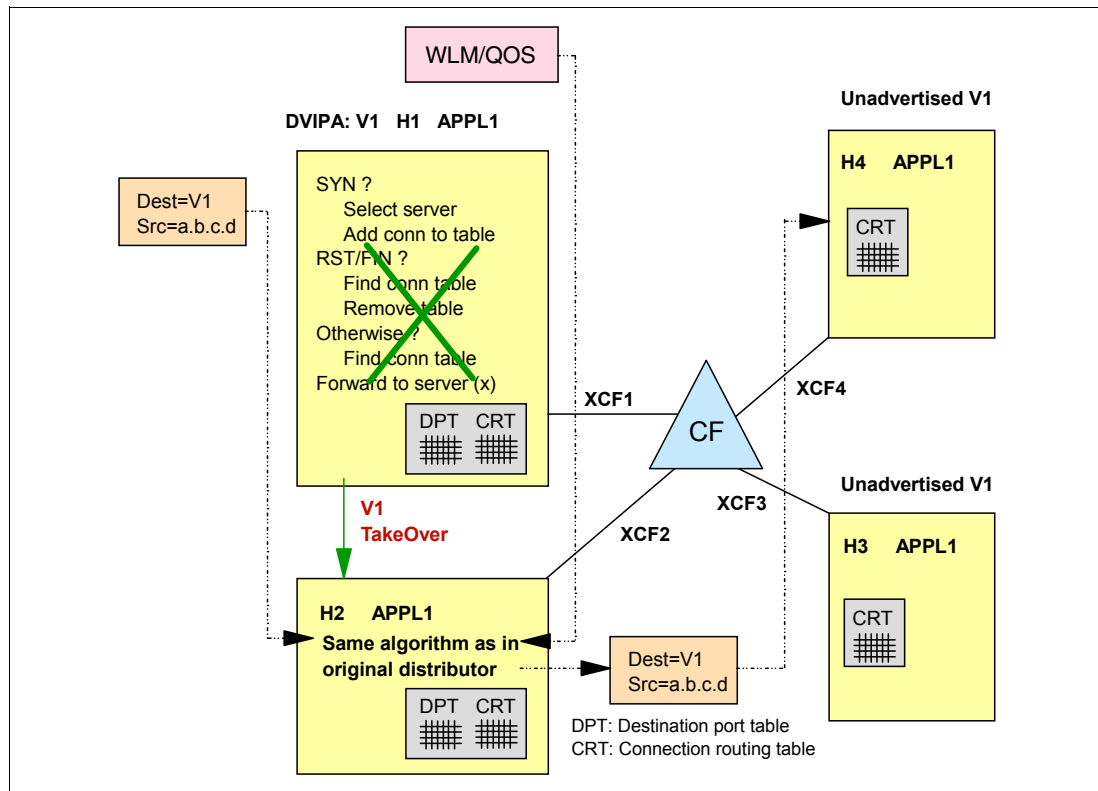 WLM/QOS
Unadvertised V1
DVIPA: V1 H1 APPL1
Dest=V1
Src=a.b.c.d
SYN ?
Select server
Add conn to table
RST/FIN ?
Find conn table
Remove table
Otherwise ?
Find conn table
Forward to server (x)
DPT CRT
H4 APPL1
CRT
XCF1
CF
XCF4
V1
TakeOver
XCF2
XCF3
Unadvertised V1
H3 APPL1
CRT
H2 APPL1
Same algorithm as in
original distributor
DPT CRT
Dest=V1
Src=a.b.c.d
DPT: Destination port table
CRT: Connection routing table